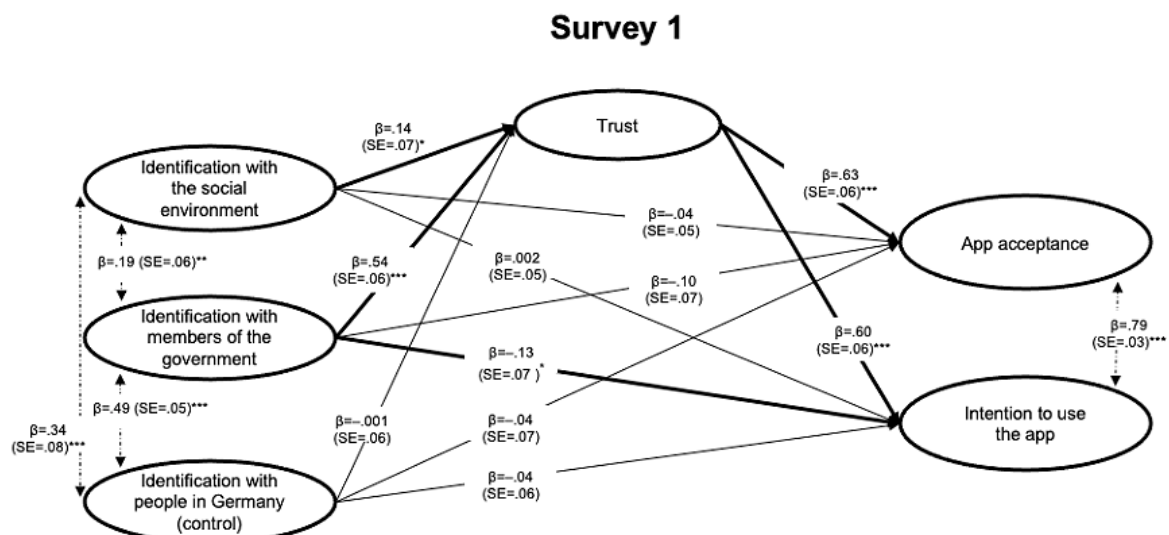 Survey 1
Trust
β=.14
(SE=.07)*
Identification with
the social
environment
β=.63
(SE=.06)***
β=–.04
(SE=.05)
App acceptance
β=.19 (SE=.06)**
β=.54
(SE=.06)***
β=.002
(SE=.05)
β=–.10
(SE=.07)
Identification with
members of the
government
β=.60
(SE=.06)***
β=.79
(SE=.03)***
β=–.13
(SE=.07 )*
β=.49 (SE=.05)***
β=.34
(SE=.08)***
β=–.001
(SE=.06)
β=–.04
(SE=.07)
Intention to use
the app
β=–.04
(SE=.06)
Identification with
people in Germany
(control)